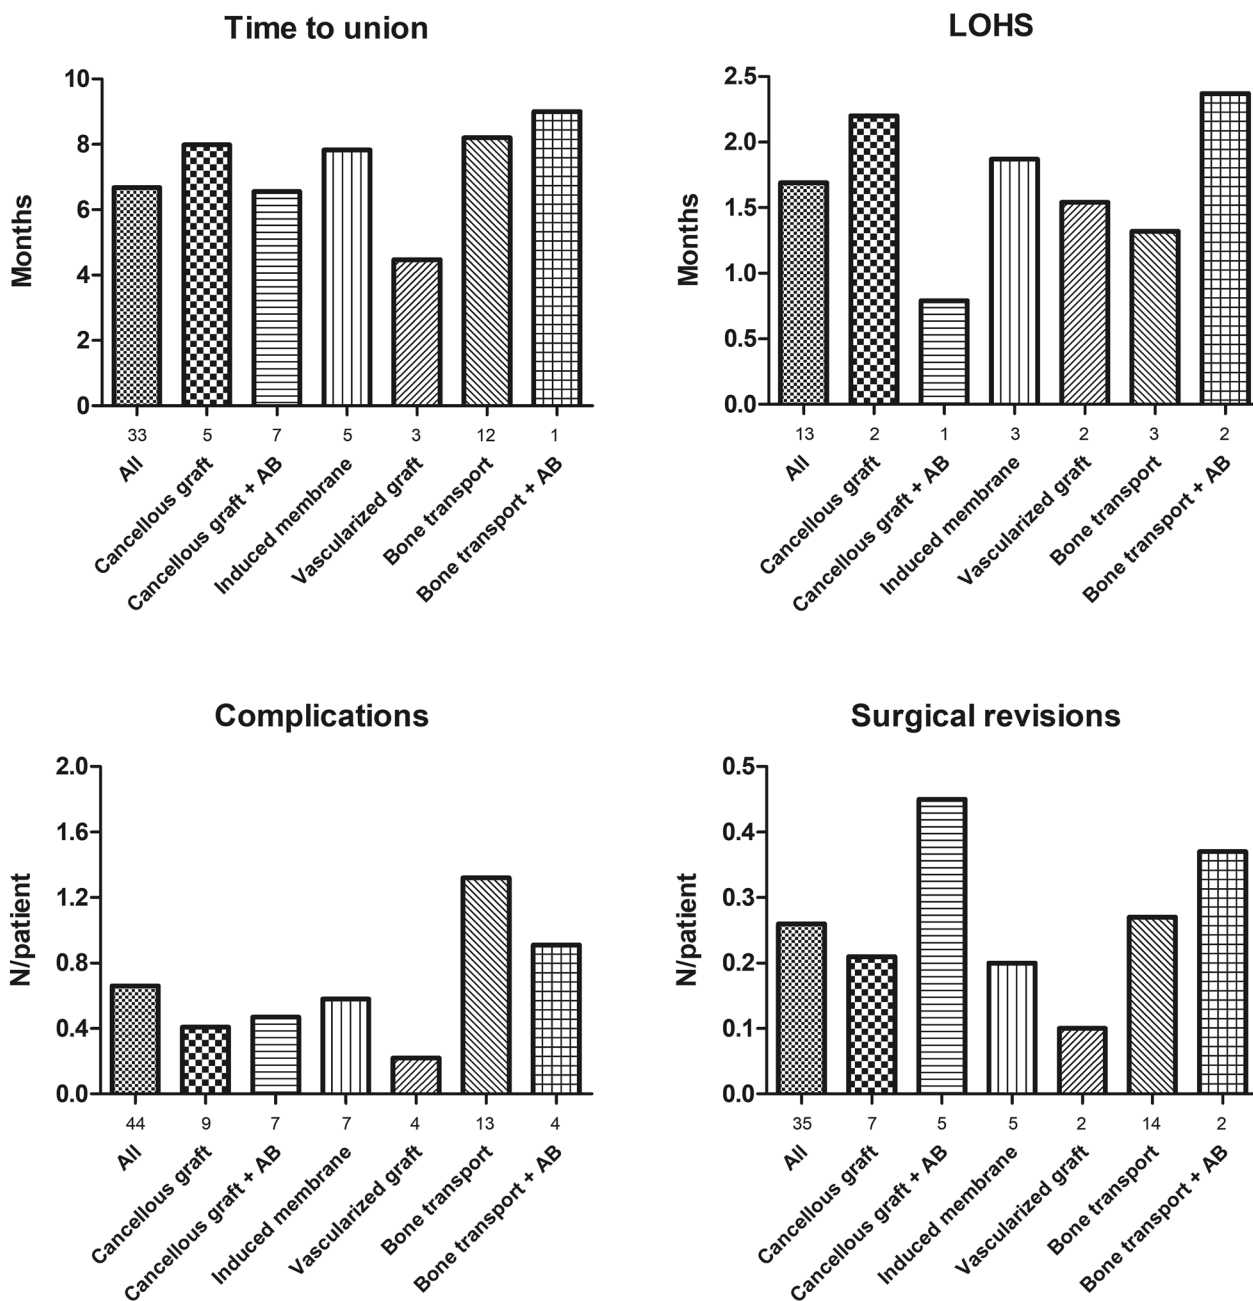 Time to union
Months
10
8
6
4
2
0
33 5 7 5 3 12 1
All
Cancellous graft
Cancellous graft + AB
Induced membrane
Vascularized graft
Bone transport
Bone transport + AB
LOHS
Months
2.5
2.0
1.5
1.0
0.5
0.0
13 2 1 3 2 3 2
All
Cancellous graft
Cancellous graft + AB
Induced membrane
Vascularized graft
Bone transport
Bone transport + AB
Complications
N/patient
2.0
1.6
1.2
0.8
0.4
0.0
44 9 7 7 4 13 4
All
Cancellous graft
Cancellous graft + AB
Induced membrane
Vascularized graft
Bone transport
Bone transport + AB
Surgical revisions
N/patient
0.5
0.4
0.3
0.2
0.1
0.0
35 7 5 5 2 14 2
All
Cancellous graft
Cancellous graft + AB
Induced membrane
Vascularized graft
Bone transport
Bone transport + AB